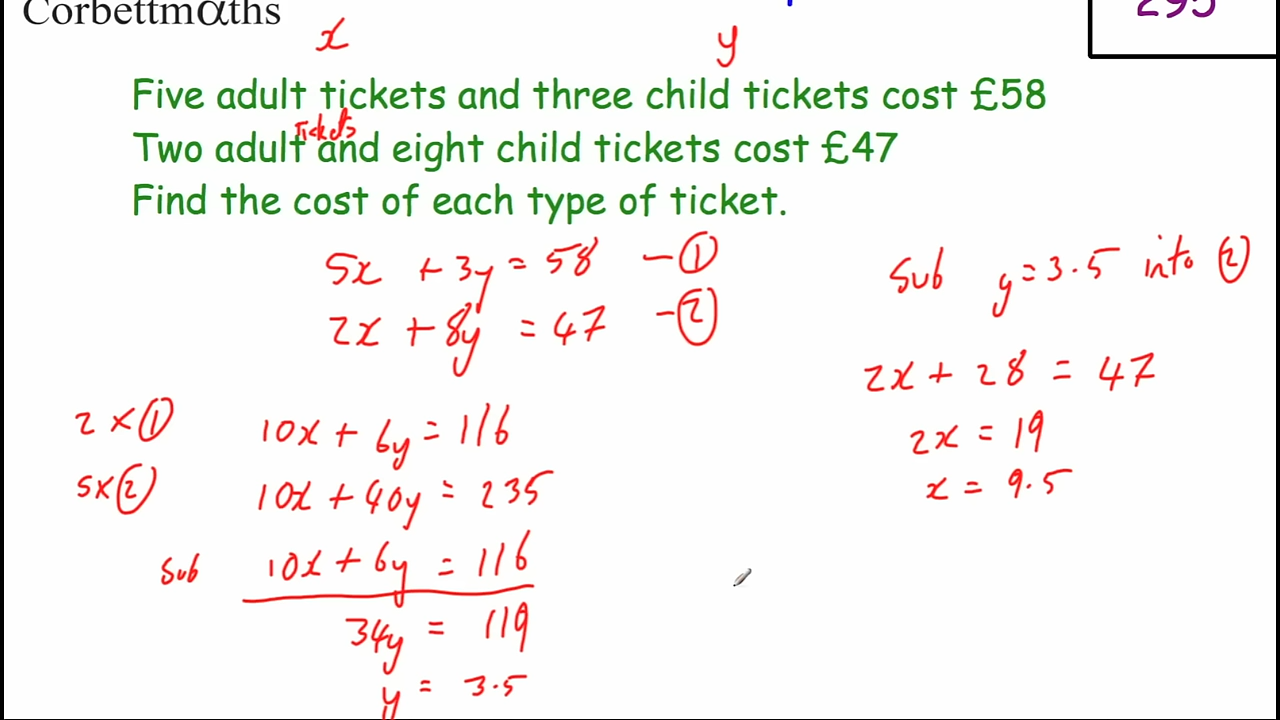 Corbettmαths
295
x y
Five adult tickets and three child tickets cost £58
tickets
Two adult and eight child tickets cost £47
Find the cost of each type of ticket.
5x + 3y = 58 - ①
2x + 8y = 47 - ②
2 × ① 10x + 6y = 116
5 × ② 10x + 40y = 235
Sub 10x + 6y = 116
34y = 119
y = 3.5
Sub y = 3.5 into ②
2x + 28 = 47
2x = 19
x = 9.5